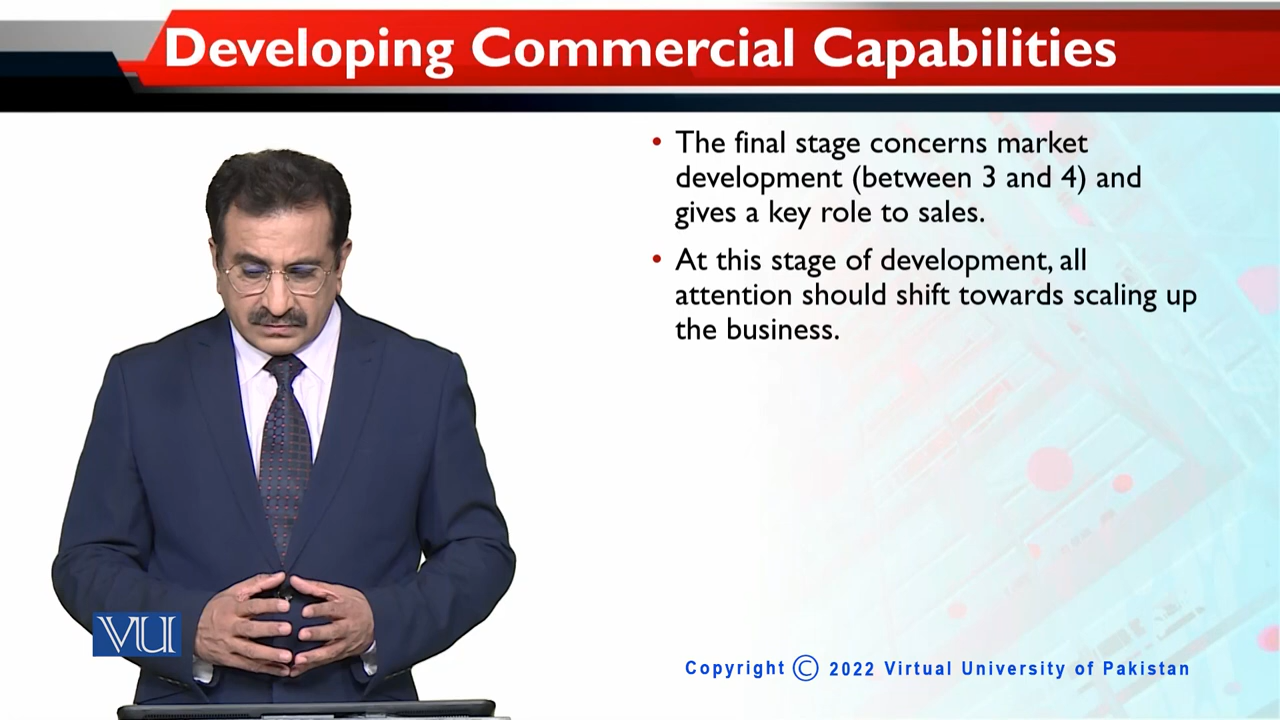 Developing Commercial Capabilities
• The final stage concerns market
development (between 3 and 4) and
gives a key role to sales.
• At this stage of development, all
attention should shift towards scaling up
the business.
VU
Copyright © 2022 Virtual University of Pakistan